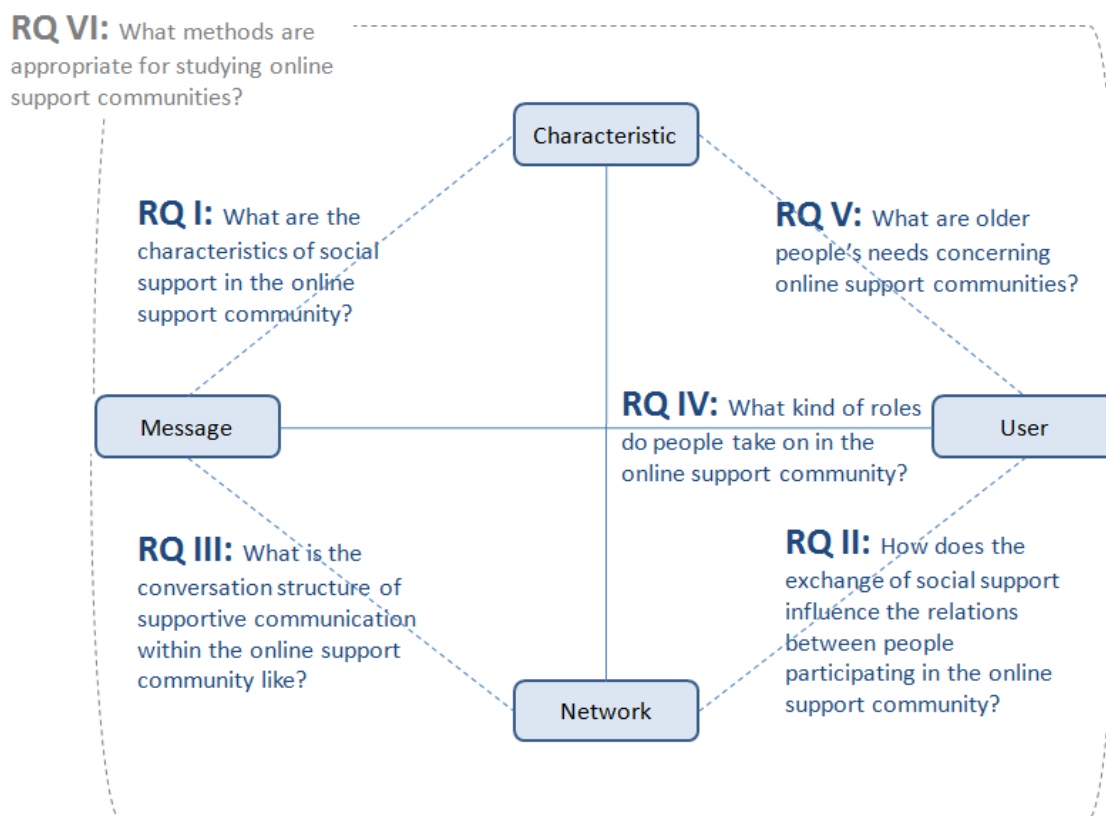 RQ VI: What methods are
appropriate for studying online
support communities?
Characteristic
RQ I: What are the
characteristics of social
support in the online
support community?
RQ V: What are older
people’s needs concerning
online support communities?
Message
RQ IV: What kind of roles
do people take on in the
online support community?
User
RQ III: What is the
conversation structure of
supportive communication
within the online support
community like?
RQ II: How does the
exchange of social support
influence the relations
between people
participating in the online
support community?
Network